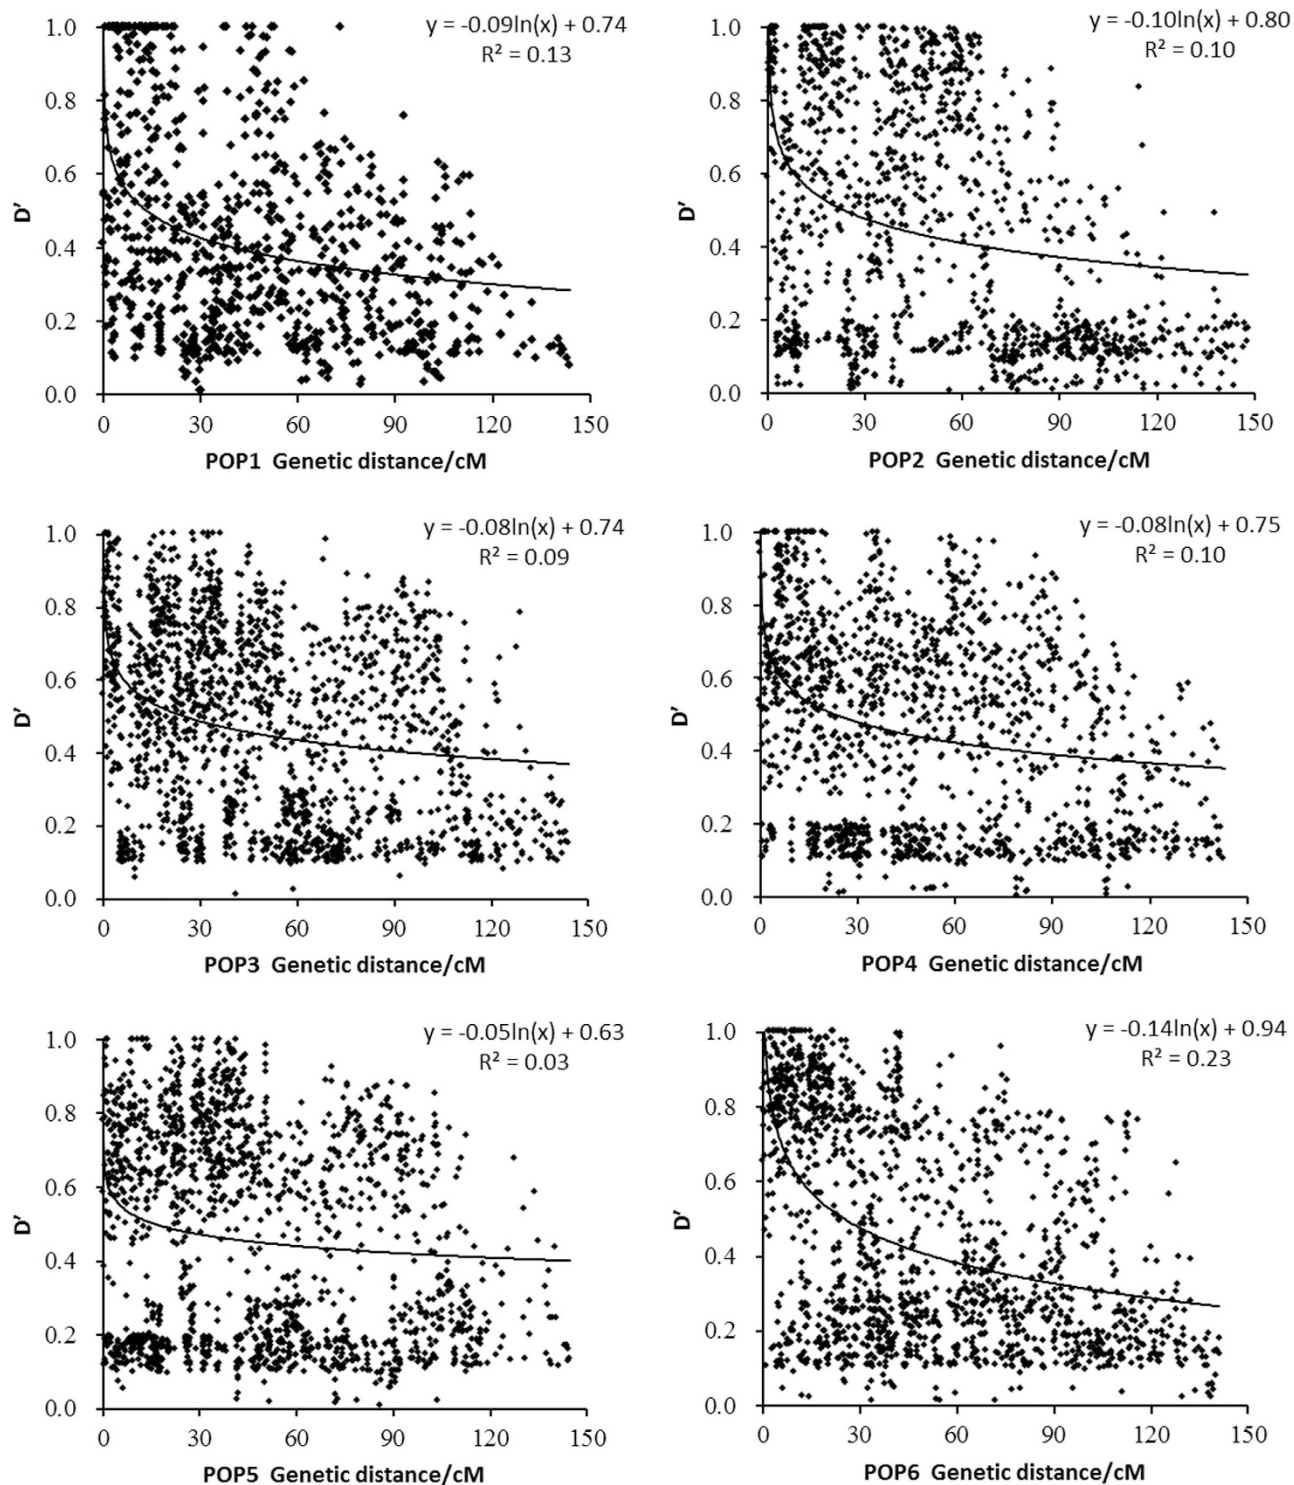 y = -0.09ln(x) + 0.74
R² = 0.13
1.0
0.8
0.6
0.4
0.2
0.0
D′
0 30 60 90 120 150
POP1 Genetic distance/cM
y = -0.10ln(x) + 0.80
R² = 0.10
1.0
0.8
0.6
0.4
0.2
0.0
D′
0 30 60 90 120 150
POP2 Genetic distance/cM
y = -0.08ln(x) + 0.74
R² = 0.09
1.0
0.8
0.6
0.4
0.2
0.0
D′
0 30 60 90 120 150
POP3 Genetic distance/cM
y = -0.08ln(x) + 0.75
R² = 0.10
1.0
0.8
0.6
0.4
0.2
0.0
D′
0 30 60 90 120 150
POP4 Genetic distance/cM
y = -0.05ln(x) + 0.63
R² = 0.03
1.0
0.8
0.6
0.4
0.2
0.0
D′
0 30 60 90 120 150
POP5 Genetic distance/cM
y = -0.14ln(x) + 0.94
R² = 0.23
1.0
0.8
0.6
0.4
0.2
0.0
D′
0 30 60 90 120 150
POP6 Genetic distance/cM